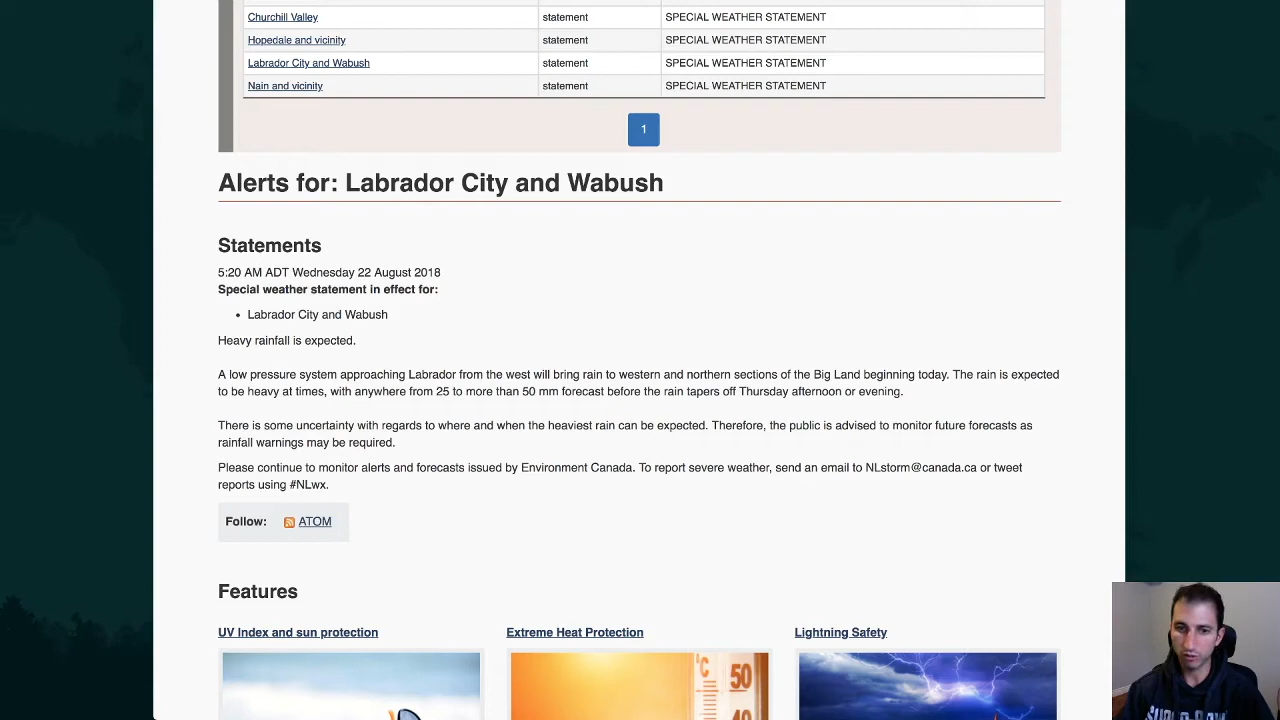 Churchill Valley statement SPECIAL WEATHER STATEMENT
Hopedale and vicinity statement SPECIAL WEATHER STATEMENT
Labrador City and Wabush statement SPECIAL WEATHER STATEMENT
Nain and vicinity statement SPECIAL WEATHER STATEMENT
1
Alerts for: Labrador City and Wabush
Statements
5:20 AM ADT Wednesday 22 August 2018
Special weather statement in effect for:
• Labrador City and Wabush
Heavy rainfall is expected.
A low pressure system approaching Labrador from the west will bring rain to western and northern sections of the Big Land beginning today. The rain is expected
to be heavy at times, with anywhere from 25 to more than 50 mm forecast before the rain tapers off Thursday afternoon or evening.
There is some uncertainty with regards to where and when the heaviest rain can be expected. Therefore, the public is advised to monitor future forecasts as
rainfall warnings may be required.
Please continue to monitor alerts and forecasts issued by Environment Canada. To report severe weather, send an email to NLstorm@canada.ca or tweet
reports using #NLwx.
Follow: ATOM
Features
UV Index and sun protection Extreme Heat Protection Lightning Safety
°C 50